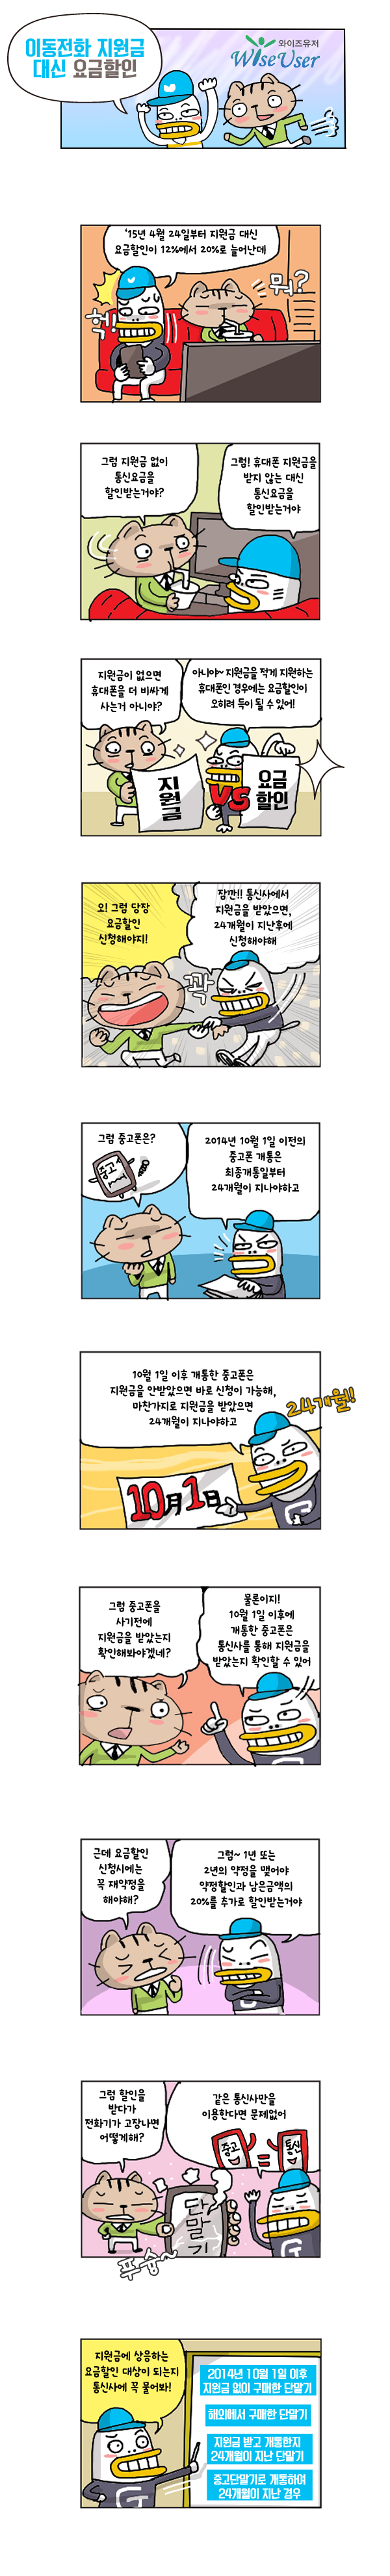 이동전화 지원금
대신 요금할인
와이즈유저
WiseUser
'15년 4월 24일부터 지원금 대신
요금할인이 12%에서 20%로 늘어난데
헉!
뭐?
그럼 지원금 없이
통신요금을
할인받는거야?
그럼! 휴대폰 지원금을
받지 않는 대신
통신요금을
할인받는거야
지원금이 없으면
휴대폰을 더 비싸게
사는거 아니야?
아니야~ 지원금을 적게 지원하는
휴대폰인 경우에는 요금할인이
오히려 득이 될 수 있어!
지
원
금
VS
요금
할인
오! 그럼 당장
요금할인
신청해야지!
잠깐!! 통신사에서
지원금을 받았으면,
24개월이 지난후에
신청해야해
꽉
그럼 중고폰은?
중고
2014년 10월 1일 이전의
중고폰 개통은
최종개통일부터
24개월이 지나야하고
10월 1일 이후 개통한 중고폰은
지원금을 안받았으면 바로 신청이 가능해,
마찬가지로 지원금을 받았으면
24개월이 지나야하고
24개월!
10月 1日
G
그럼 중고폰을
사기전에
지원금을 받았는지
확인해봐야겠네?
물론이지!
10월 1일 이후에
개통한 중고폰은
통신사를 통해 지원금을
받았는지 확인할 수 있어
G
근데 요금할인
신청시에는
꼭 재약정을
해야해?
그럼~ 1년 또는
2년의 약정을 맺어야
약정할인과 남은금액의
20%를 추가로 할인받는거야
G
그럼 할인을
받다가
전화기가 고장나면
어떻게해?
같은 통신사만을
이용한다면 문제없어
중고
=
통신
단
말
기
G
푸슝~
지원금에 상응하는
요금할인 대상이 되는지
통신사에 꼭 물어봐!
2014년 10월 1일 이후
지원금 없이 구매한 단말기
해외에서 구매한 단말기
지원금 받고 개통한지
24개월이 지난 단말기
중고단말기로 개통하여
24개월이 지난 경우
G